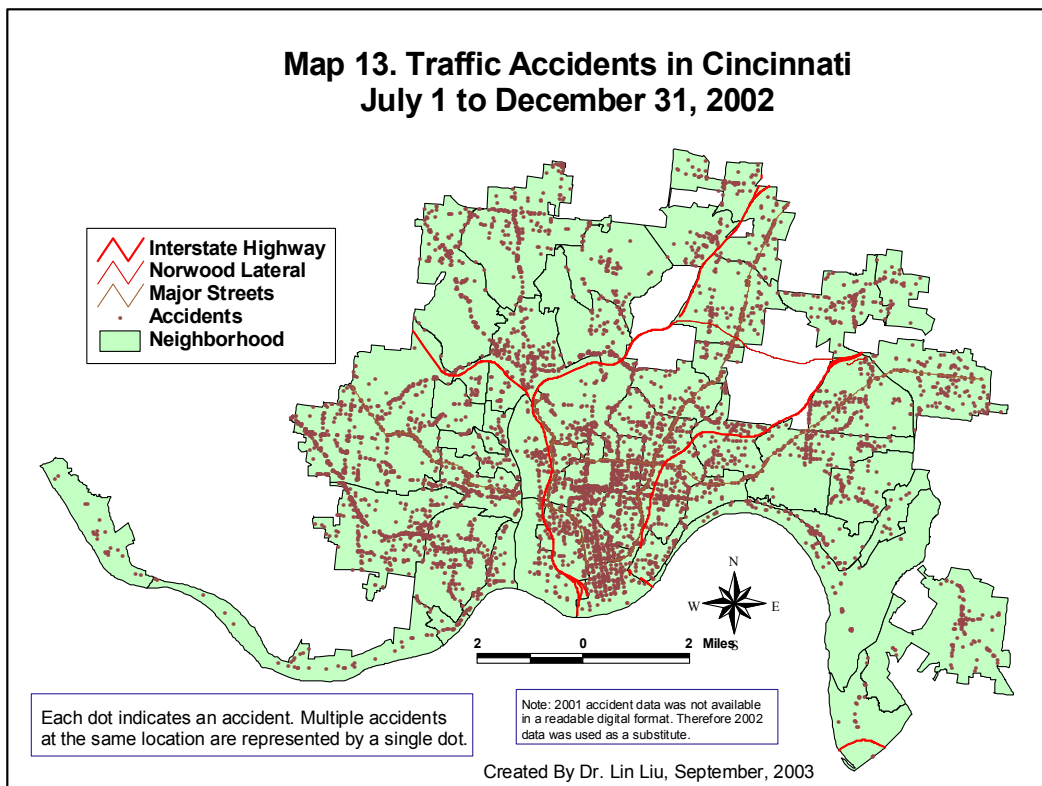 Map 13. Traffic Accidents in Cincinnati
July 1 to December 31, 2002
Interstate Highway
Norwood Lateral
Major Streets
Accidents
Neighborhood
N
W E
S
2 0 2 Miles
Each dot indicates an accident. Multiple accidents
at the same location are represented by a single dot.
Note: 2001 accident data was not available
in a readable digital format. Therefore 2002
data was used as a substitute.
Created By Dr. Lin Liu, September, 2003